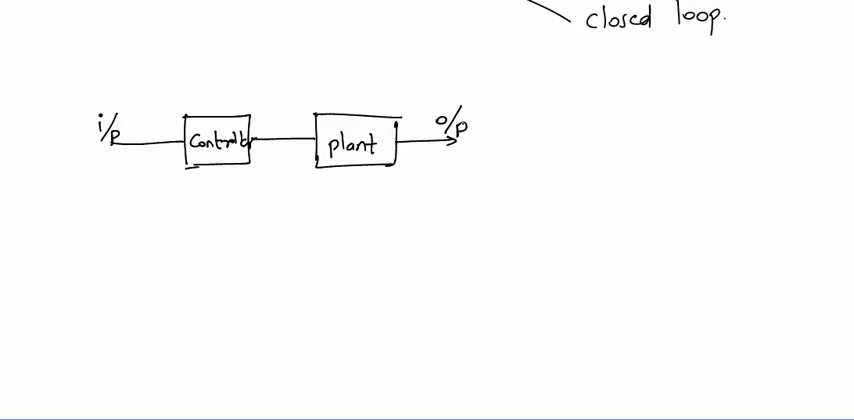 closed loop.
i/p
Controller
plant
o/p